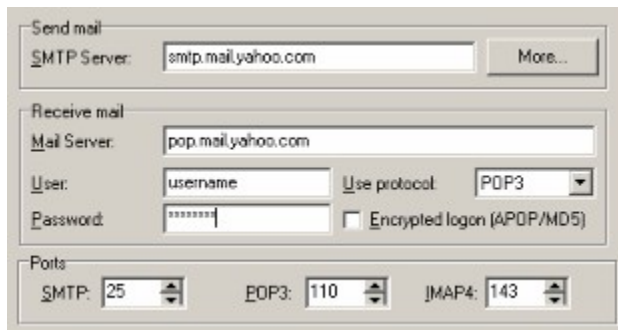 Send mail
SMTP Server: smtp.mail.yahoo.com More...
Receive mail
Mail Server: pop.mail.yahoo.com
User: username Use protocol: POP3
Password: ******** Encrypted logon (APOP/MD5)
Ports
SMTP: 25 POP3: 110 IMAP4: 143